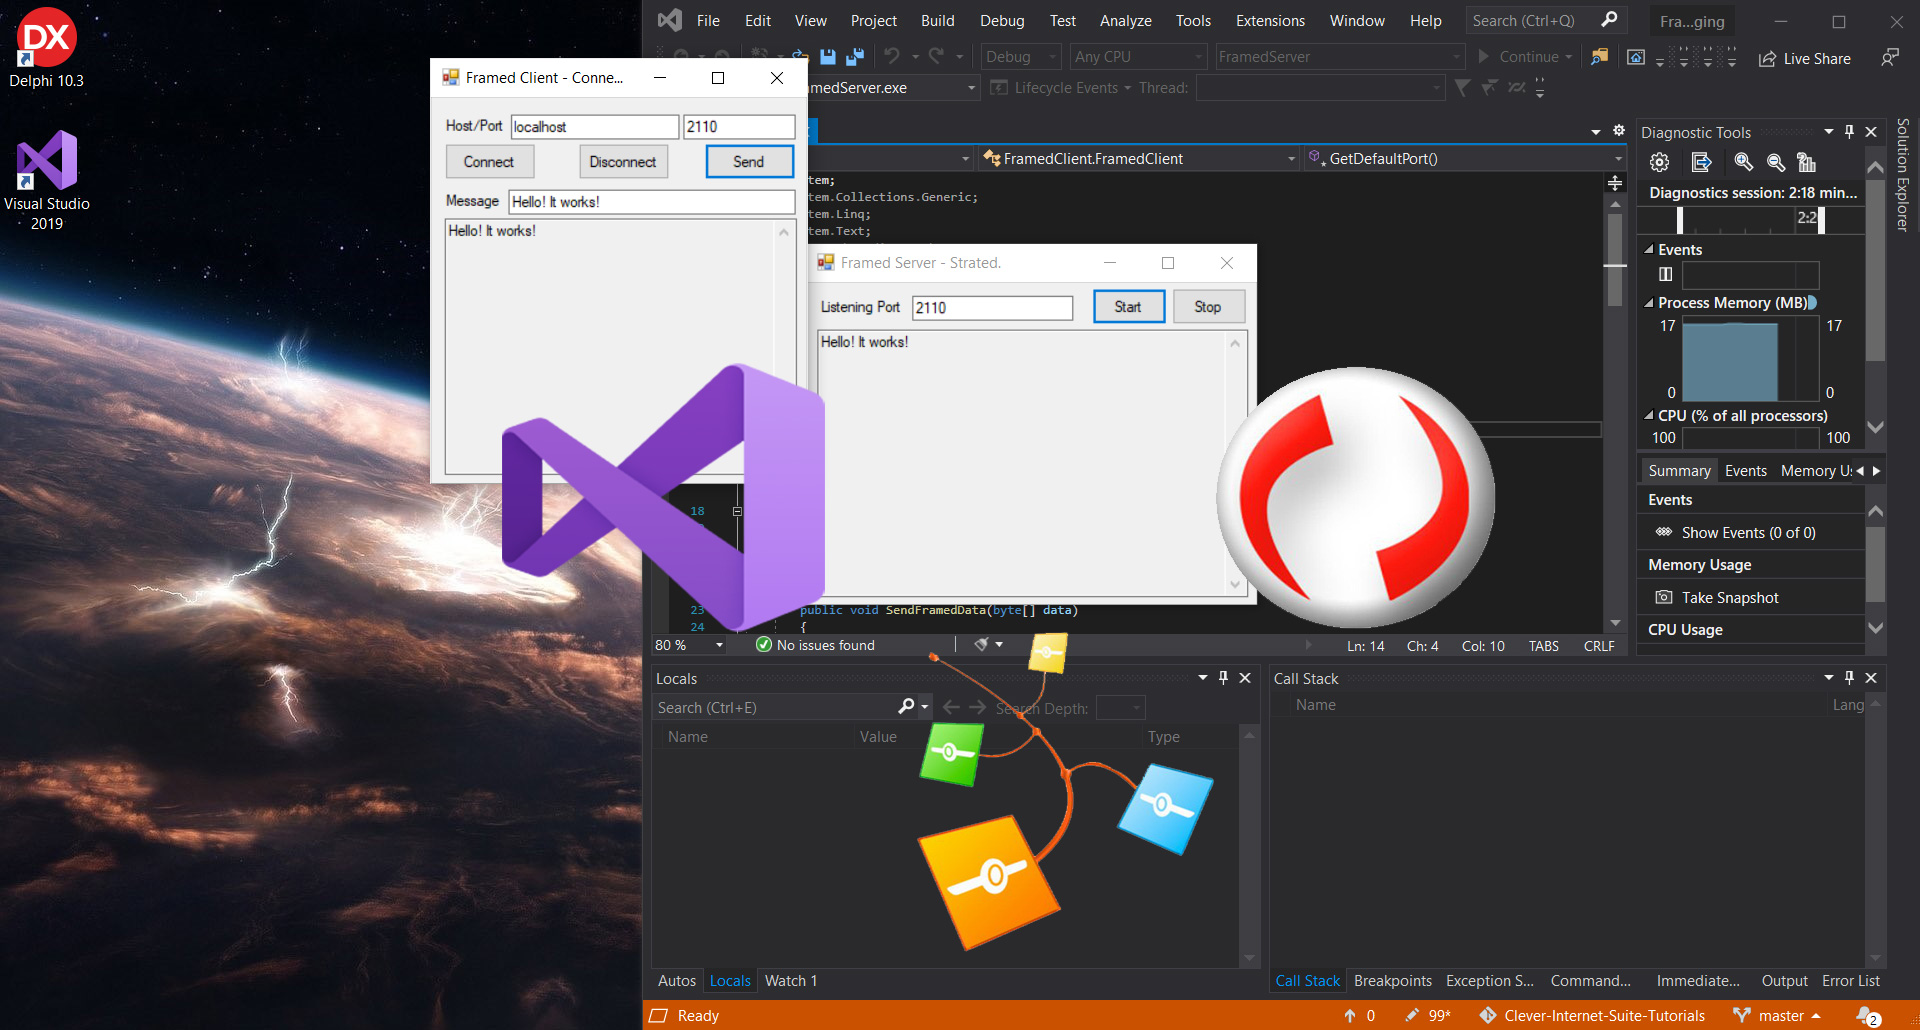 DX
Delphi 10.3
Visual Studio
2019
File Edit View Project Build Debug Test Analyze Tools Extensions Window Help Search (Ctrl+Q) Fra...ging
Debug Any CPU FramedServer Continue Live Share
amedServer.exe Lifecycle Events Thread:
Framed Client - Conne...
Host/Port localhost 2110
Connect Disconnect Send
Message Hello! It works!
Hello! It works!
FramedClient.FramedClient GetDefaultPort()
tem;
tem.Collections.Generic;
tem.Linq;
tem.Text;
Framed Server - Strated.
Listening Port 2110 Start Stop
Hello! It works!
18
23 public void SendFramedData(byte[] data)
24 {
80 % No issues found Ln: 14 Ch: 4 Col: 10 TABS CRLF
Diagnostic Tools
Diagnostics session: 2:18 min...
2:2
Events
Process Memory (MB)
17 17
0 0
CPU (% of all processors)
100 100
Summary Events Memory Us
Events
Show Events (0 of 0)
Memory Usage
Take Snapshot
CPU Usage
Solution Explorer
Locals
Search (Ctrl+E) Search Depth:
Name Value Type
Autos Locals Watch 1
Call Stack
Name Lang
Call Stack Breakpoints Exception S... Command... Immediate... Output Error List
Ready 0 99* Clever-Internet-Suite-Tutorials master 2